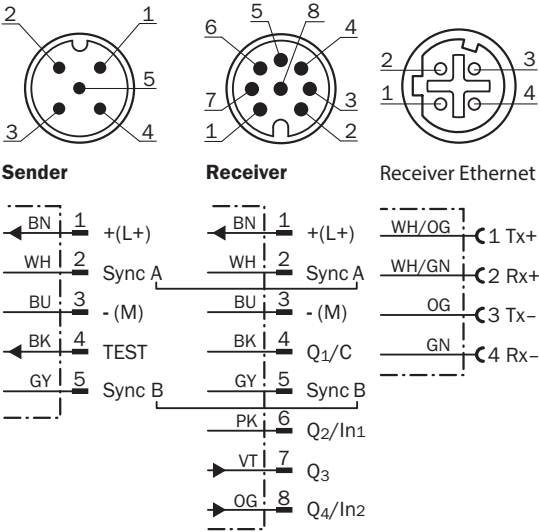 2 1
5
3 4
5 8
6 4
7 3
1 2
2 3
1 4
Sender
Receiver
Receiver Ethernet
BN 1 +(L+)
WH 2 Sync A
BU 3 - (M)
BK 4 TEST
GY 5 Sync B
BN 1 +(L+)
WH 2 Sync A
BU 3 - (M)
BK 4 Q1/C
GY 5 Sync B
PK 6 Q2/In1
VT 7 Q3
OG 8 Q4/In2
WH/OG 1 Tx+
WH/GN 2 Rx+
OG 3 Tx–
GN 4 Rx–